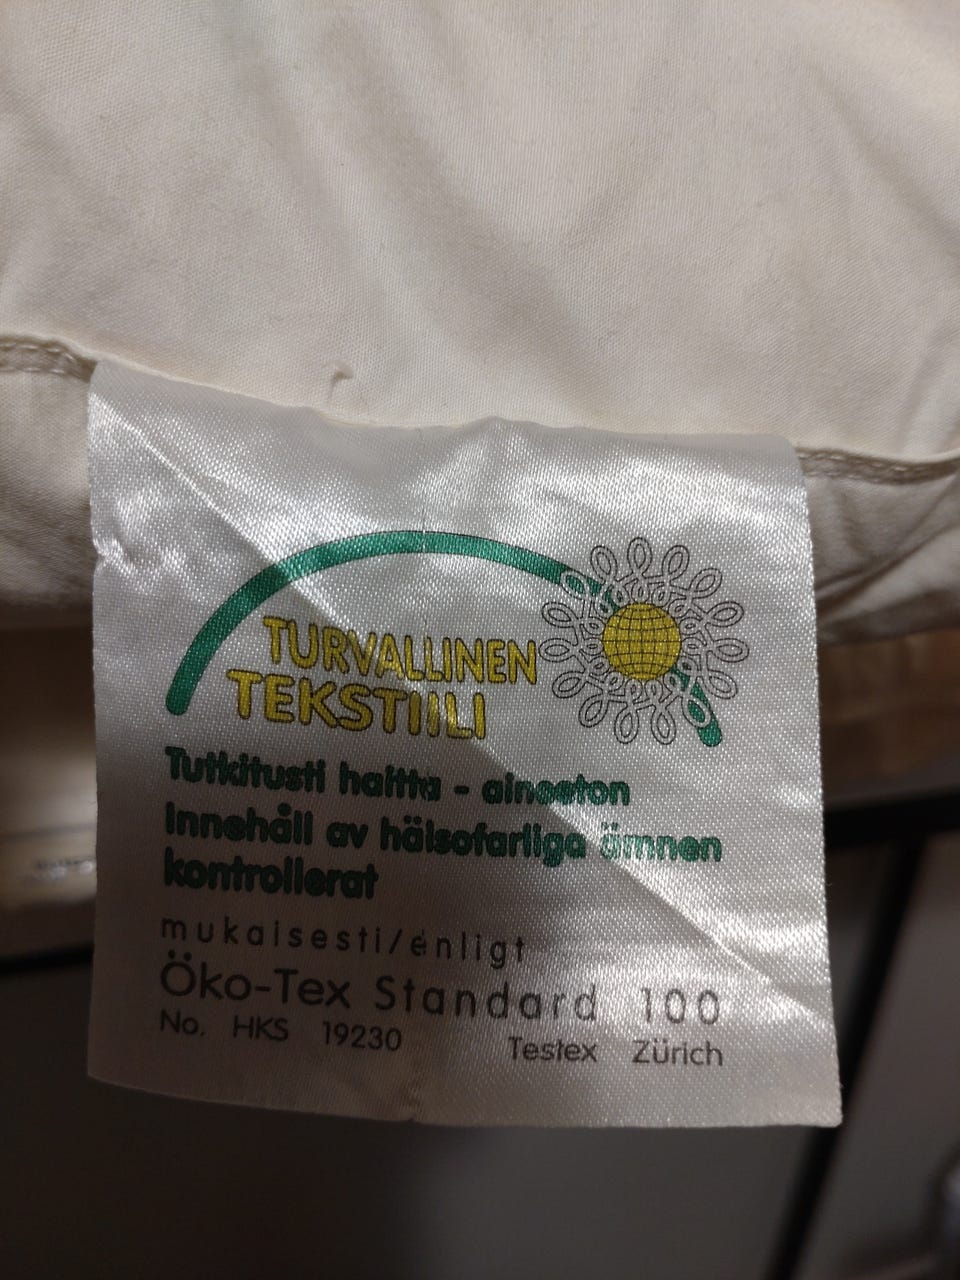 TURVALLINEN
TEKSTIILI
Tutkitusti haitta - aineeton
Innehåll av hälsofarliga ämnen
kontrollerat
mukaisesti/enligt
Öko-Tex Standard 100
No. HKS 19230 Testex Zürich